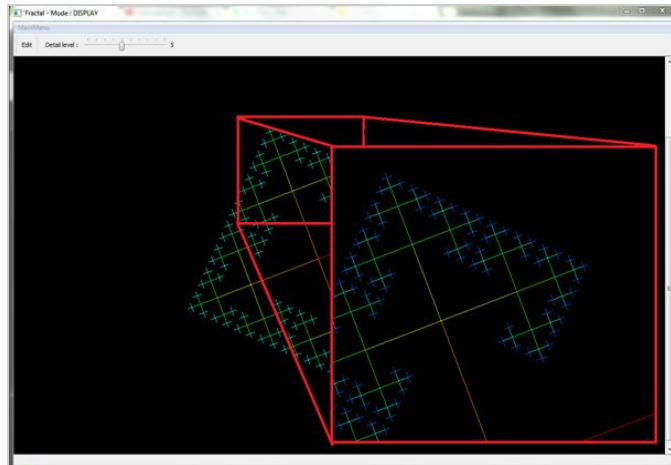 Fractal - Mode : DISPLAY
MainMenu
Edit Detail level : 5